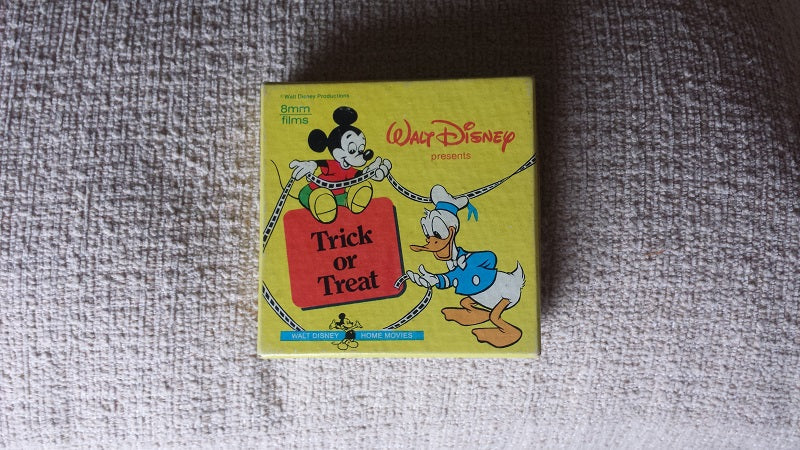 © Walt Disney Productions
8mm
films
WALT DISNEY
presents
Trick
or
Treat
WALT DISNEY HOME MOVIES